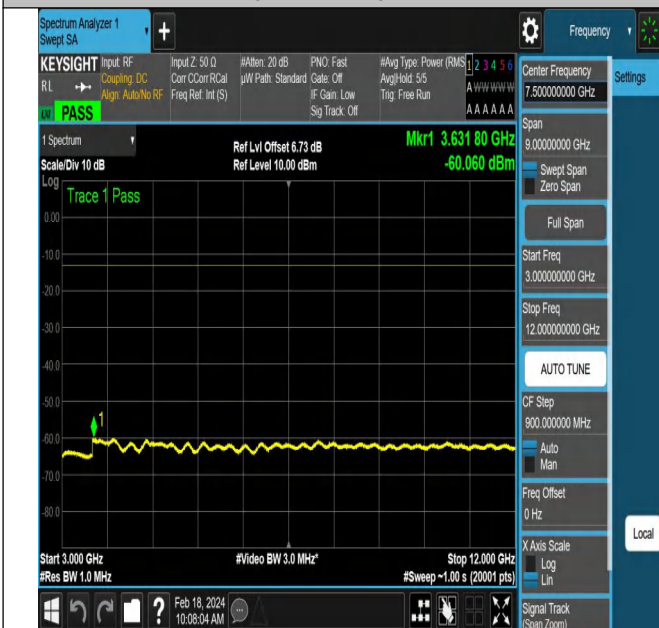 Spectrum Analyzer 1
Swept SA
+
Frequency
KEYSIGHT
RL
PASS
Input: RF
Coupling: DC
Align: Auto/No RF
Input Z: 50 Ω
Corr CCorr RCal
Freq Ref: Int (S)
#Atten: 20 dB
µW Path: Standard
PNO: Fast
Gate: Off
IF Gain: Low
Sig Track: Off
#Avg Type: Power (RMS
Avg|Hold: 5/5
Trig: Free Run
1 2 3 4 5 6
A W W W W W
A A A A A A
1 Spectrum
Scale/Div 10 dB
Ref Lvl Offset 6.73 dB
Ref Level 10.00 dBm
Mkr1 3.631 80 GHz
-60.060 dBm
Log
Trace 1 Pass
0.00
-10.0
-20.0
-30.0
-40.0
-50.0
-60.0
-70.0
-80.0
1
Start 3.000 GHz
#Res BW 1.0 MHz
#Video BW 3.0 MHz*
Stop 12.000 GHz
#Sweep ~1.00 s (20001 pts)
?
Feb 18, 2024
10:08:04 AM
Center Frequency
7.500000000 GHz
Settings
Span
9.00000000 GHz
Swept Span
Zero Span
Full Span
Start Freq
3.000000000 GHz
Stop Freq
12.000000000 GHz
AUTO TUNE
CF Step
900.000000 MHz
Auto
Man
Freq Offset
0 Hz
Local
X Axis Scale
Log
Lin
Signal Track
(Span Zoom)